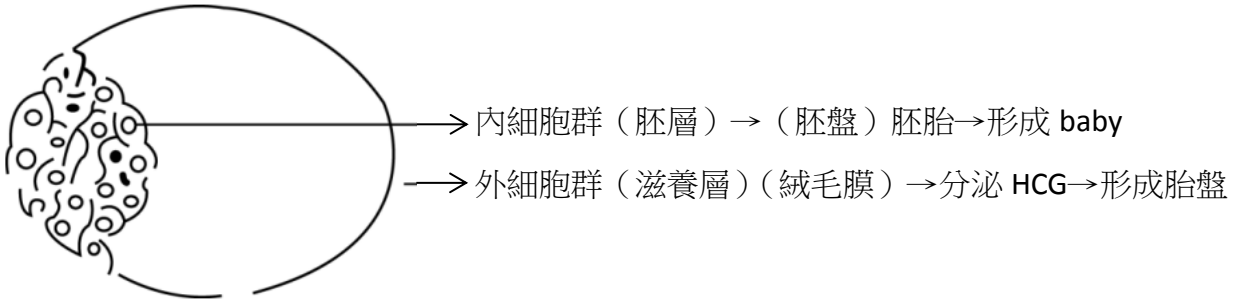 內細胞群（胚層）→（胚盤）胚胎→形成 baby
外細胞群（滋養層）（絨毛膜）→分泌 HCG→形成胎盤